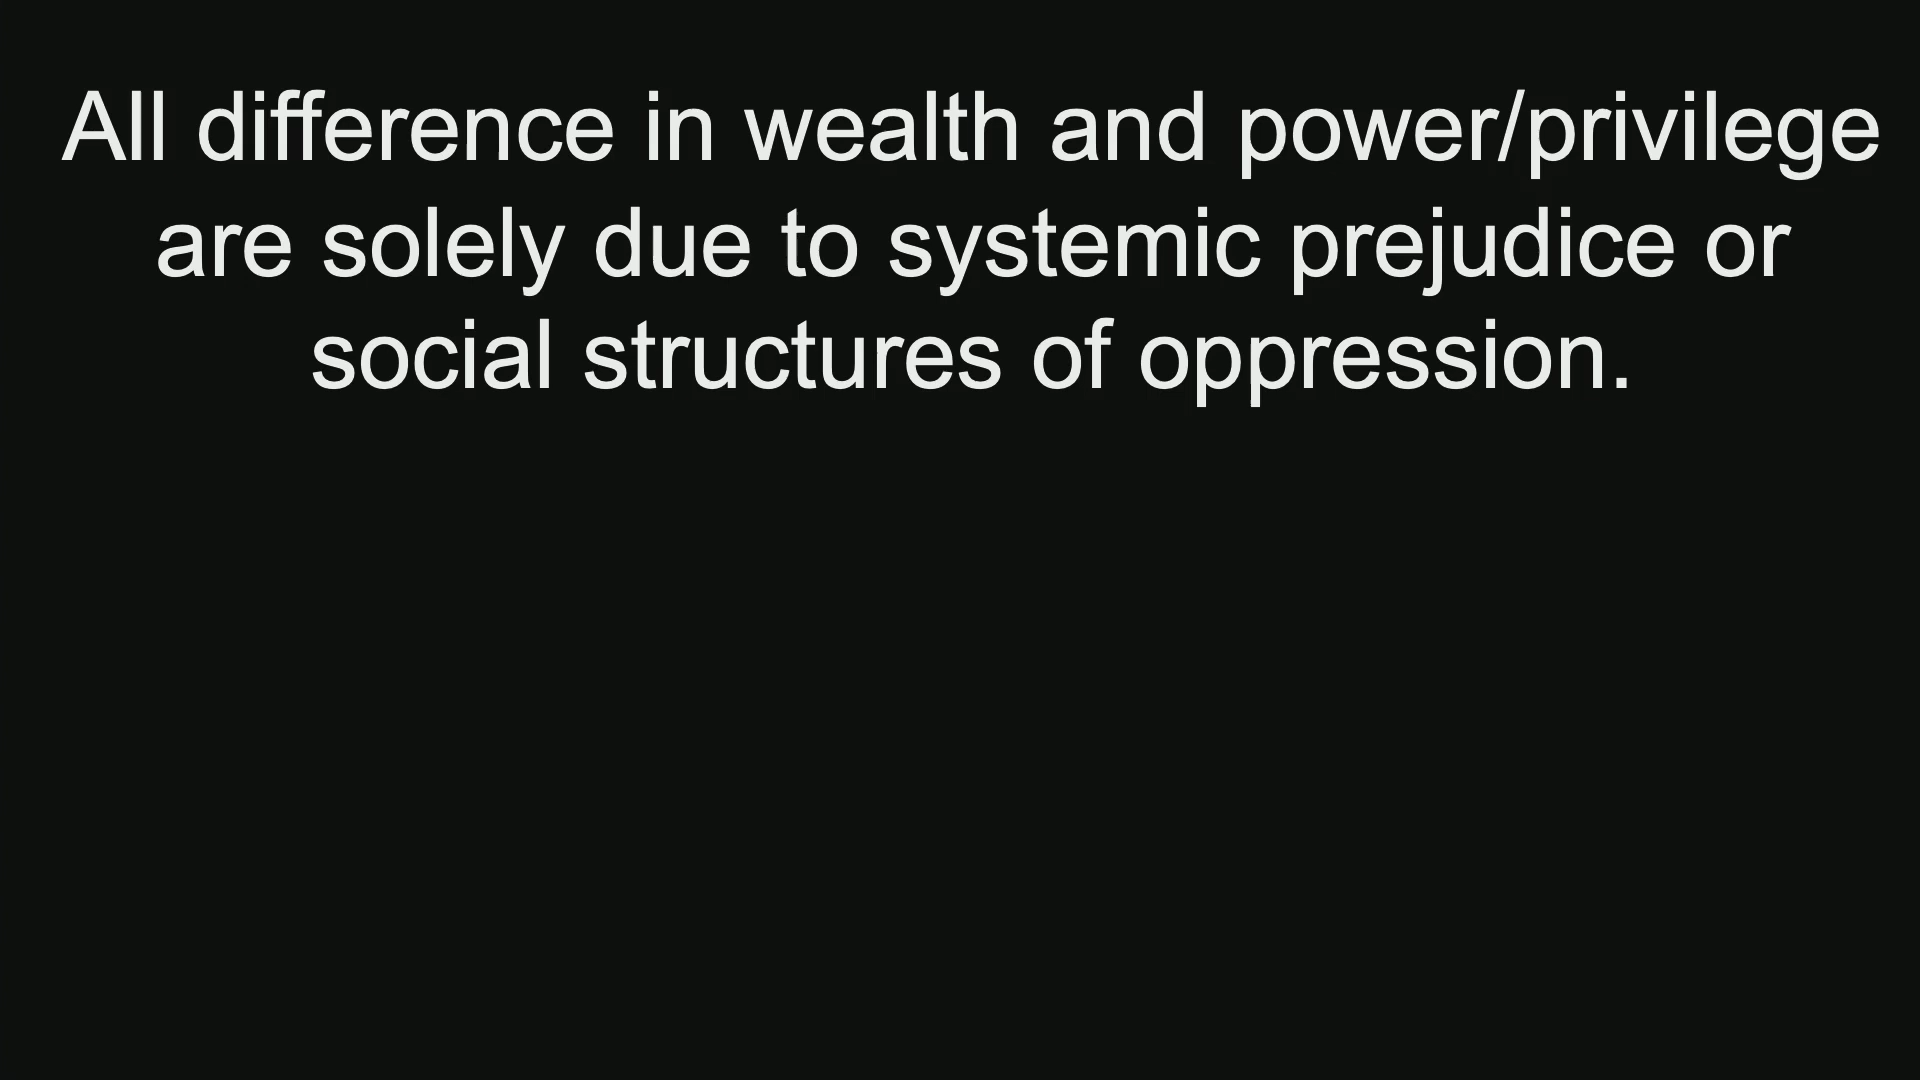 All difference in wealth and power/privilege
are solely due to systemic prejudice or
social structures of oppression.